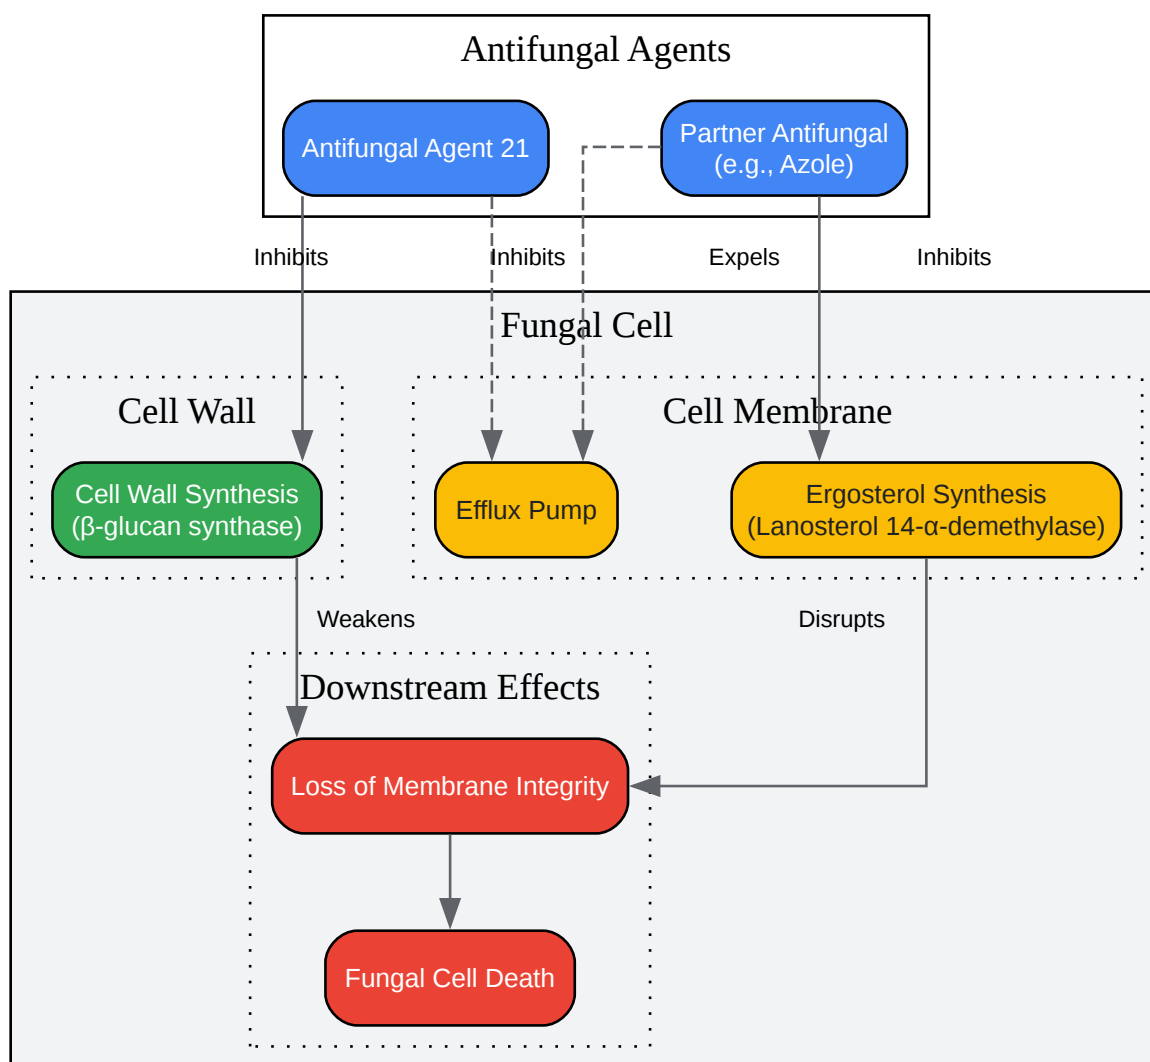 Antifungal Agents
Antifungal Agent 21
Partner Antifungal
(e.g., Azole)
Inhibits
Inhibits
Expels
Inhibits
Fungal Cell
Cell Wall
Cell Membrane
Cell Wall Synthesis
(β-glucan synthase)
Efflux Pump
Ergosterol Synthesis
(Lanosterol 14-α-demethylase)
Weakens
Disrupts
Downstream Effects
Loss of Membrane Integrity
Fungal Cell Death